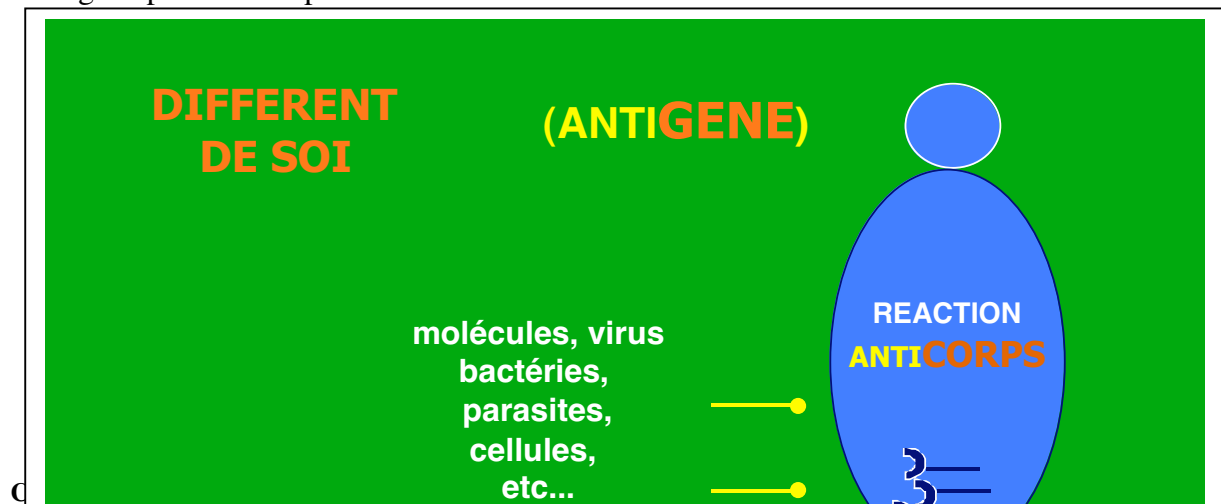 DIFFERENT
DE SOI
(ANTIGENE)
REACTION
ANTICORPS
molécules, virus
bactéries,
parasites,
cellules,
etc...